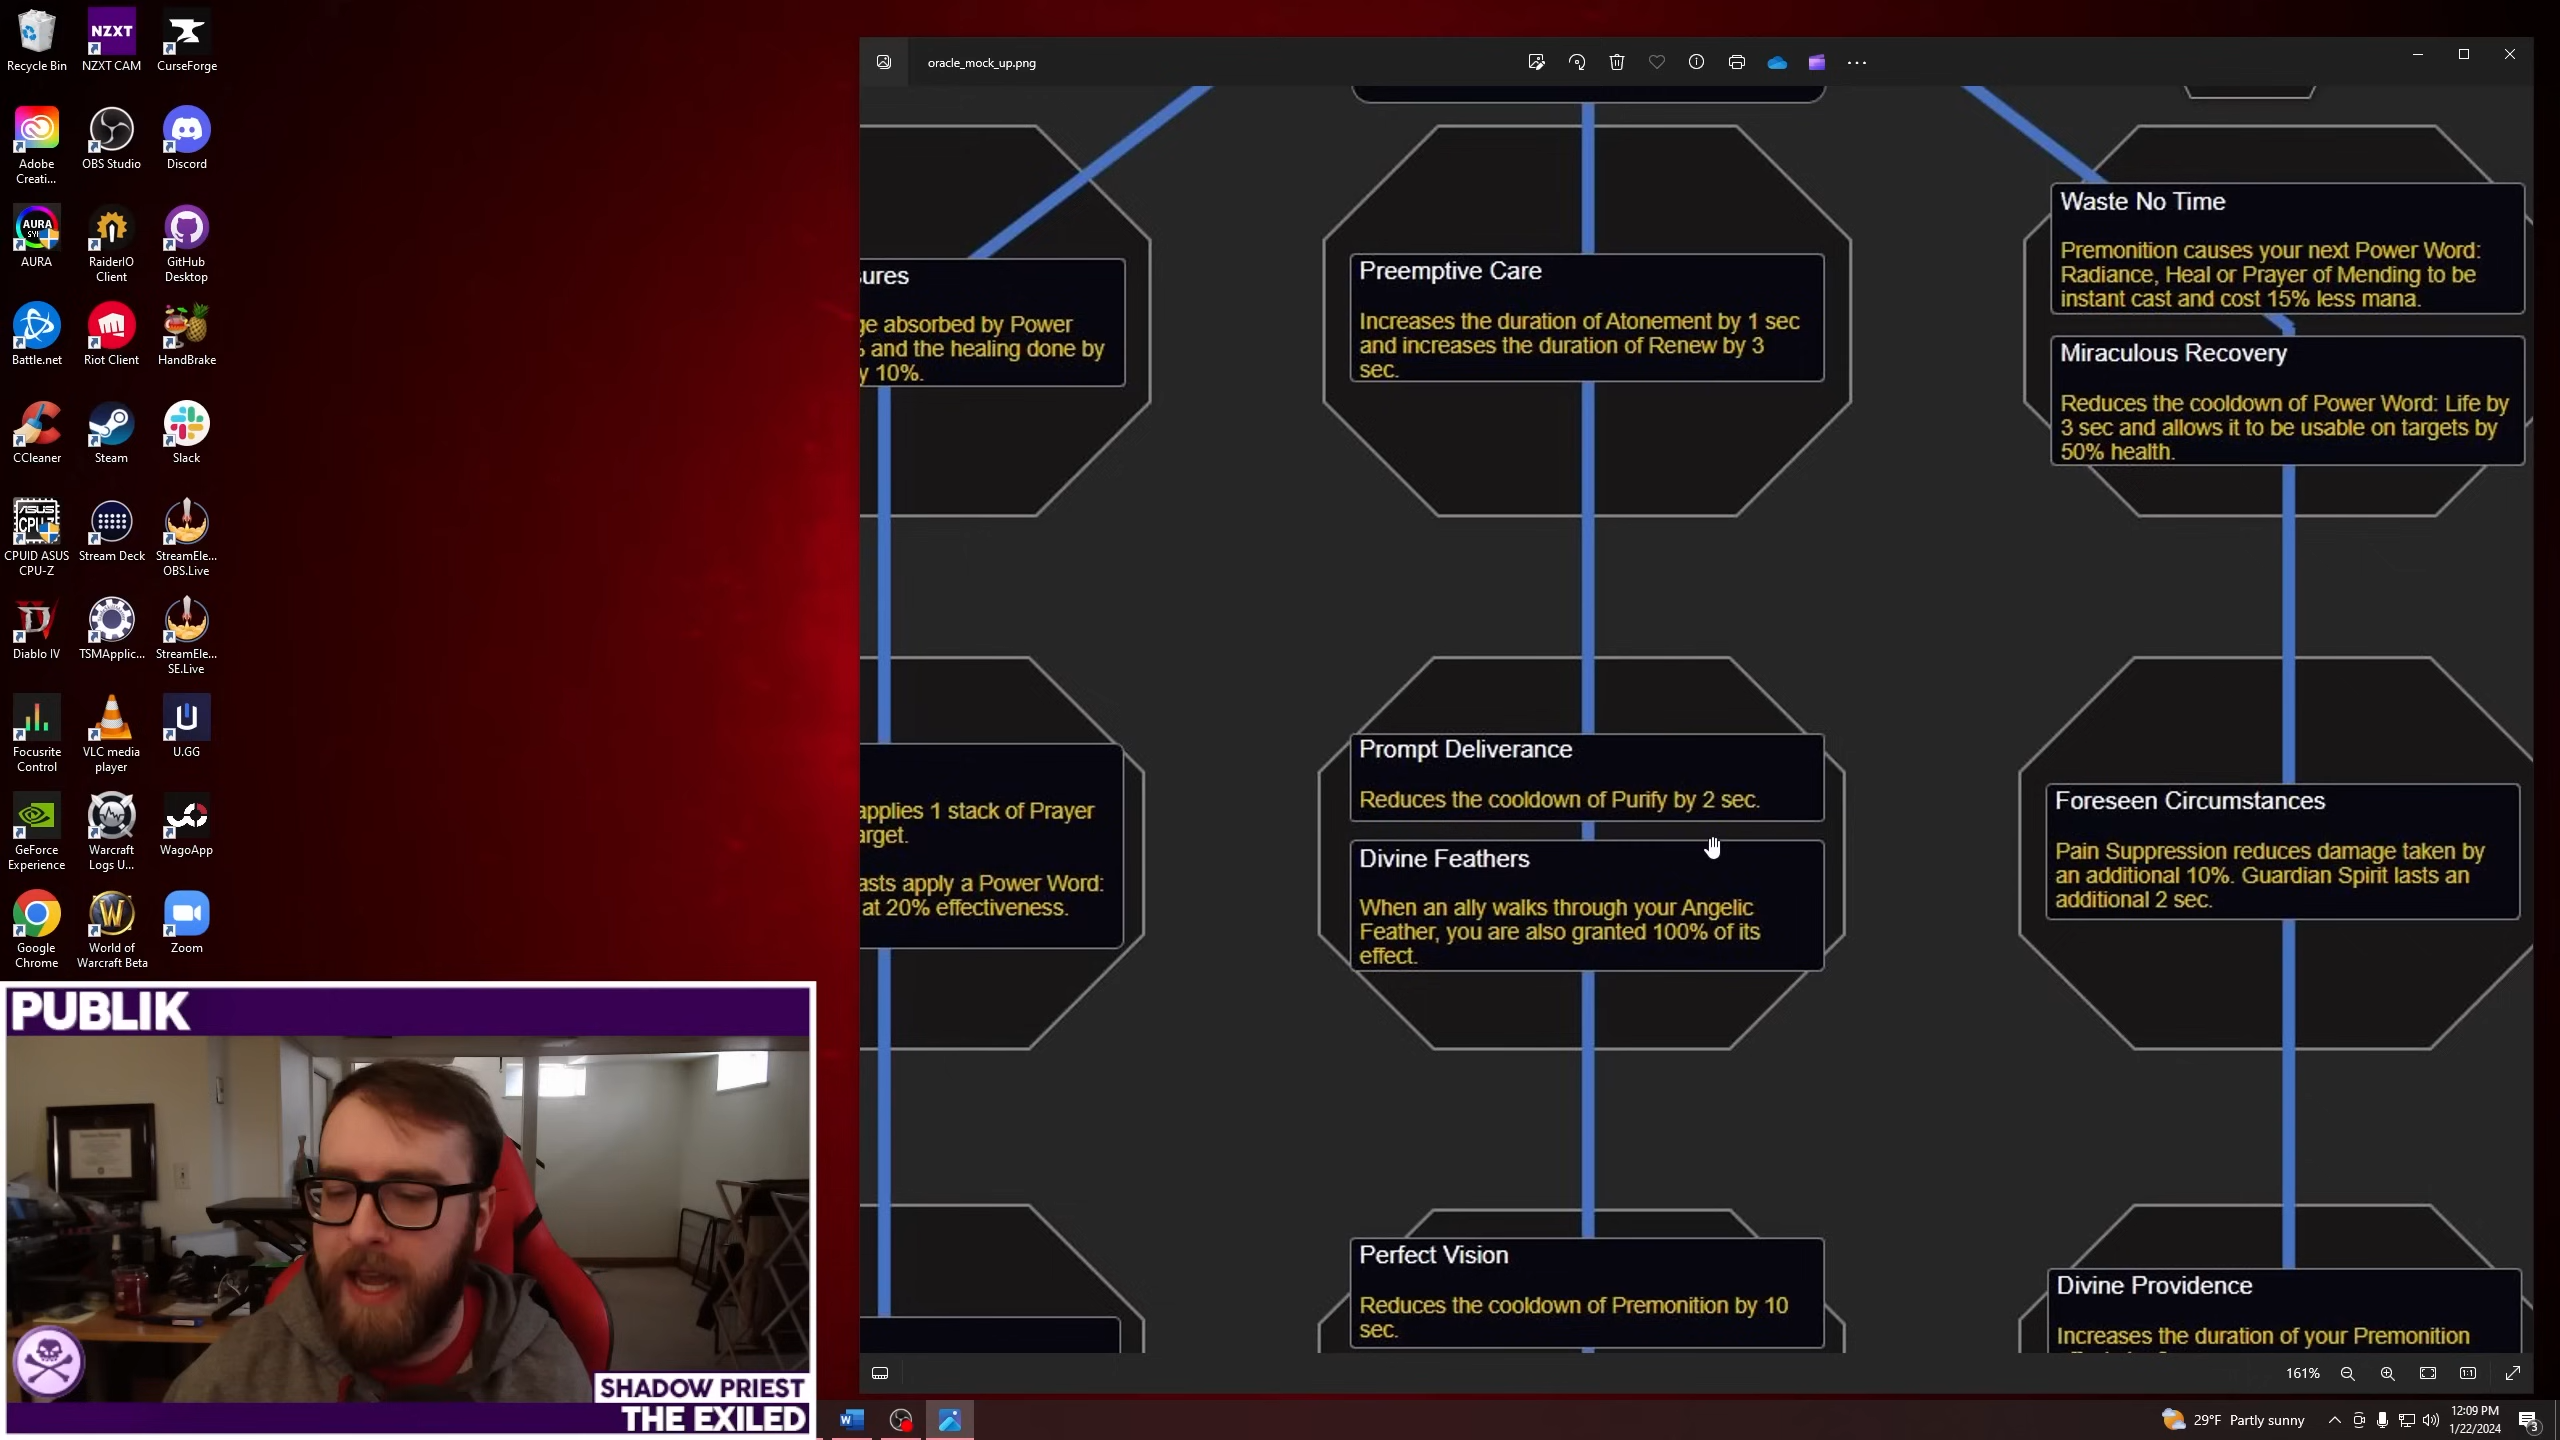 Recycle Bin
NZXT
NZXT CAM
CurseForge
Adobe
Creati...
OBS Studio
Discord
AURA
AURA
RaiderIO
Client
GitHub
Desktop
Battle.net
Riot Client
HandBrake
CCleaner
Steam
Slack
ASUS
CPU-Z
CPUID ASUS
CPU-Z
Stream Deck
StreamEle...
OBS.Live
Diablo IV
TSMApplic...
StreamEle...
SE.Live
Focusrite
Control
VLC media
player
U.GG
GeForce
Experience
Warcraft
Logs U...
WagoApp
Google
Chrome
World of
Warcraft Beta
Zoom
oracle_mock_up.png
sures
ge absorbed by Power
and the healing done by
y 10%.
Preemptive Care
Increases the duration of Atonement by 1 sec
and increases the duration of Renew by 3
sec.
Waste No Time
Premonition causes your next Power Word:
Radiance, Heal or Prayer of Mending to be
instant cast and cost 15% less mana.
Miraculous Recovery
Reduces the cooldown of Power Word: Life by
3 sec and allows it to be usable on targets by
50% health.
applies 1 stack of Prayer
arget.
asts apply a Power Word:
at 20% effectiveness.
Prompt Deliverance
Reduces the cooldown of Purify by 2 sec.
Divine Feathers
When an ally walks through your Angelic
Feather, you are also granted 100% of its
effect.
Foreseen Circumstances
Pain Suppression reduces damage taken by
an additional 10%. Guardian Spirit lasts an
additional 2 sec.
Perfect Vision
Reduces the cooldown of Premonition by 10
sec.
Divine Providence
Increases the duration of your Premonition
161%
PUBLIK
SHADOW PRIEST
THE EXILED
29°F Partly sunny
12:09 PM
1/22/2024
3